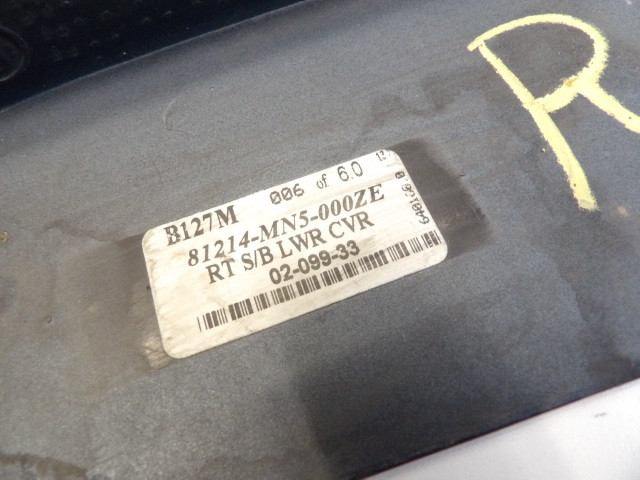 R
B127M 006 of 6.0
81214-MN5-000ZE
RT S/B LWR CVR
02-099-33